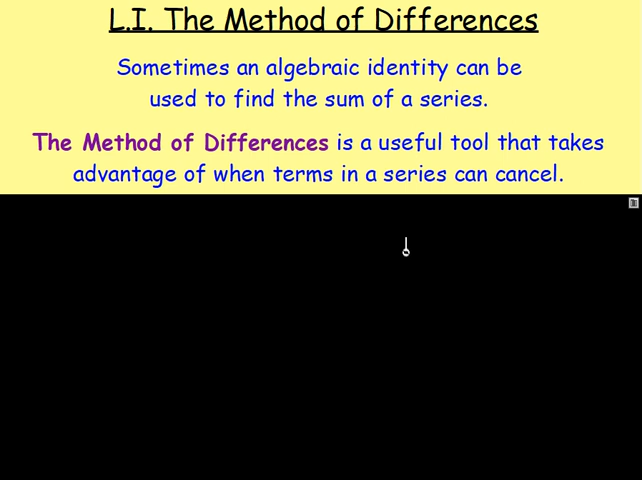 L.I. The Method of Differences
Sometimes an algebraic identity can be
used to find the sum of a series.
The Method of Differences is a useful tool that takes
advantage of when terms in a series can cancel.